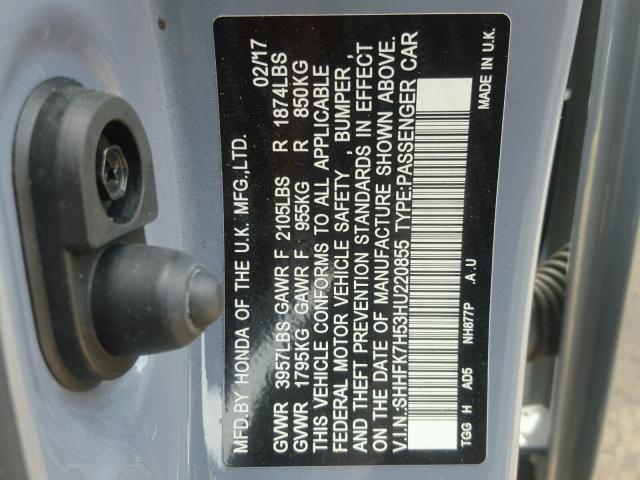 MFD.BY HONDA OF THE U.K. MFG.,LTD. 02/17
GVWR 3957LBS GAWR F 2105LBS R 1874LBS
GVWR 1795KG GAWR F 955KG R 850KG
THIS VEHICLE CONFORMS TO ALL APPLICABLE
FEDERAL MOTOR VEHICLE SAFETY , BUMPER ,
AND THEFT PREVENTION STANDARDS IN EFFECT
ON THE DATE OF MANUFACTURE SHOWN ABOVE.
V.I.N.:SHHFK7H53HU220855 TYPE:PASSENGER CAR
TGG H AD5 NH877P .A.U MADE IN U.K.